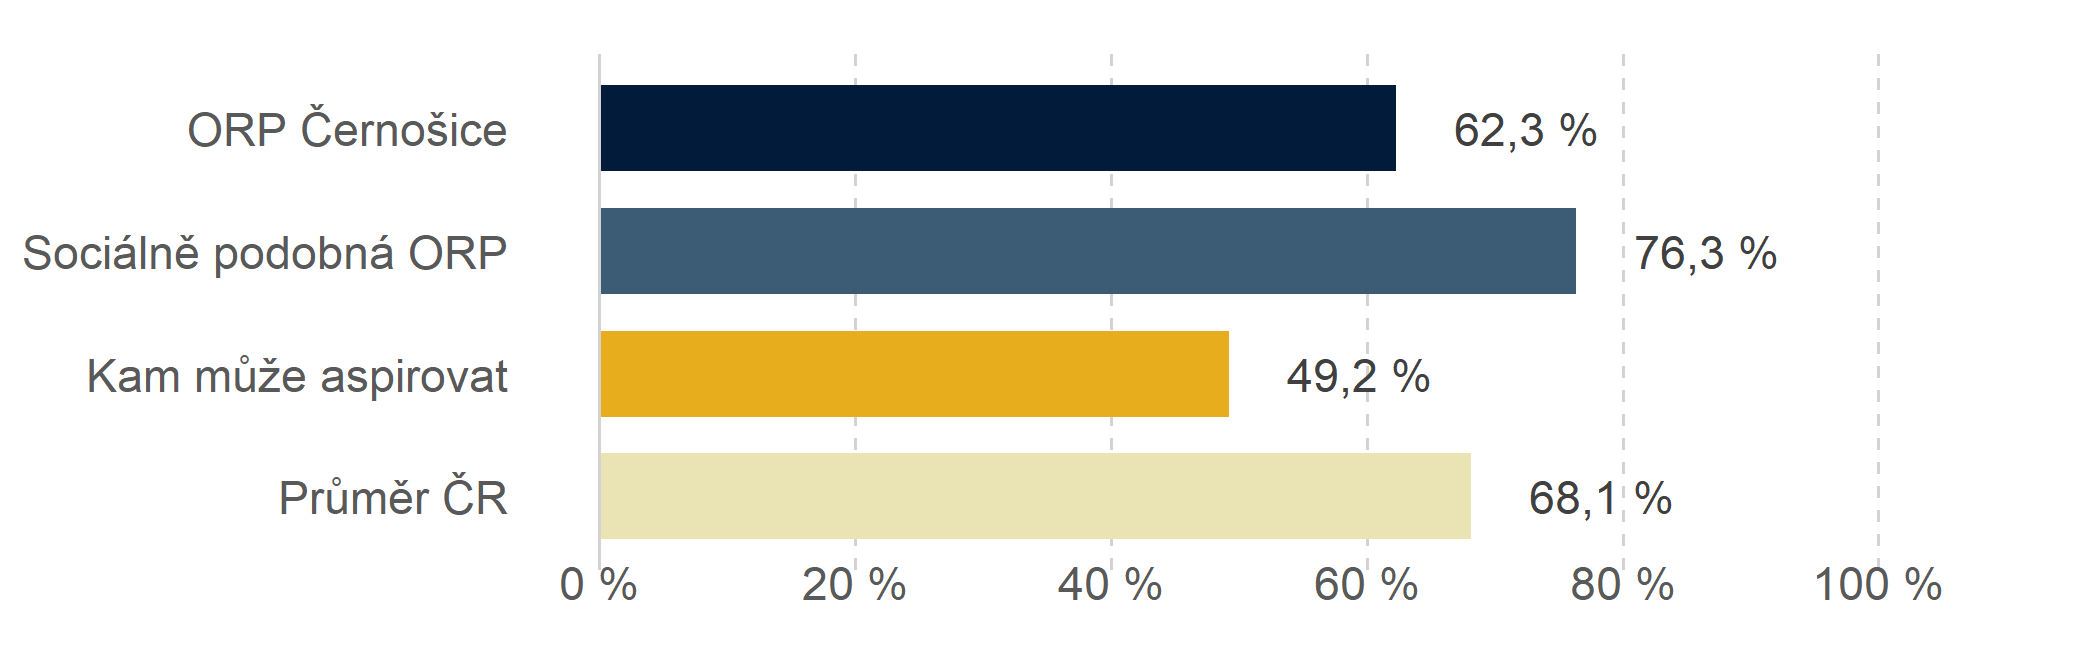 ORP Černošice
62,3 %
Sociálně podobná ORP
76,3 %
Kam může aspirovat
49,2 %
Průměr ČR
68,1 %
0 %
20 %
40 %
60 %
80 %
100 %